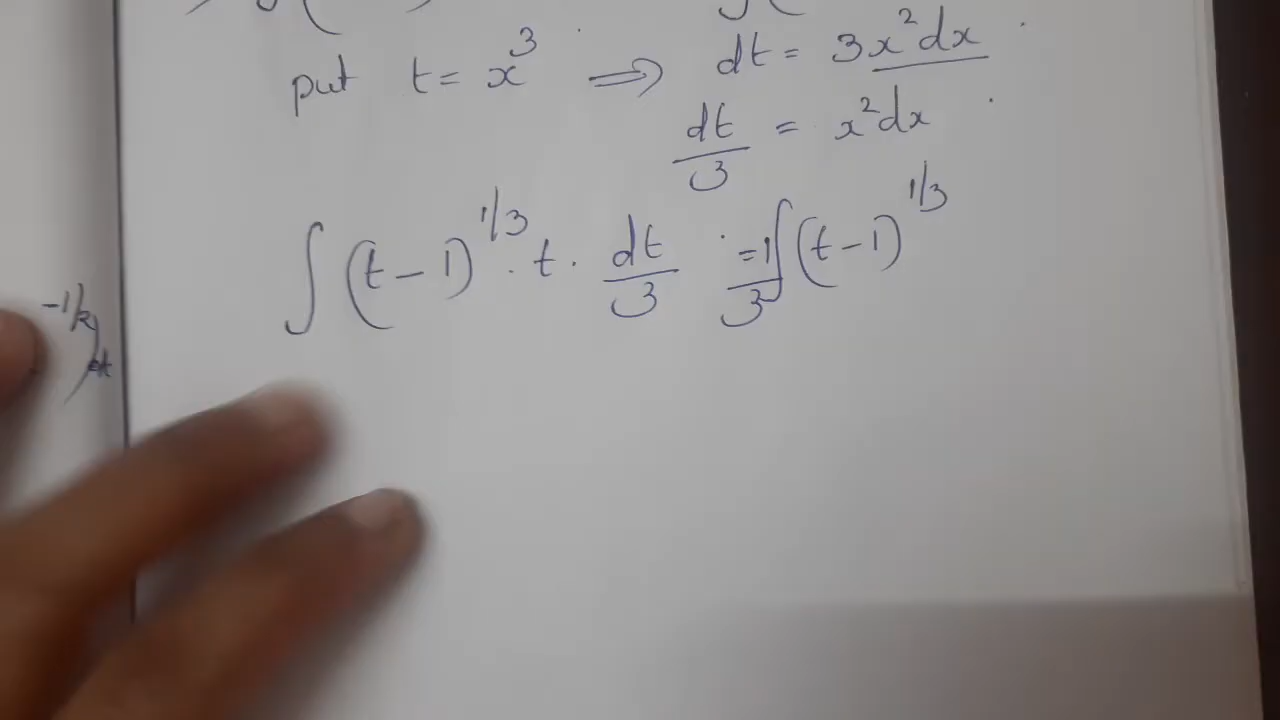 put t = x³ ⟹ dt = 3x²dx
dt/3 = x²dx
∫ (t-1)^1/3 . t . dt/3 = 1/3 ∫ (t-1)^1/3